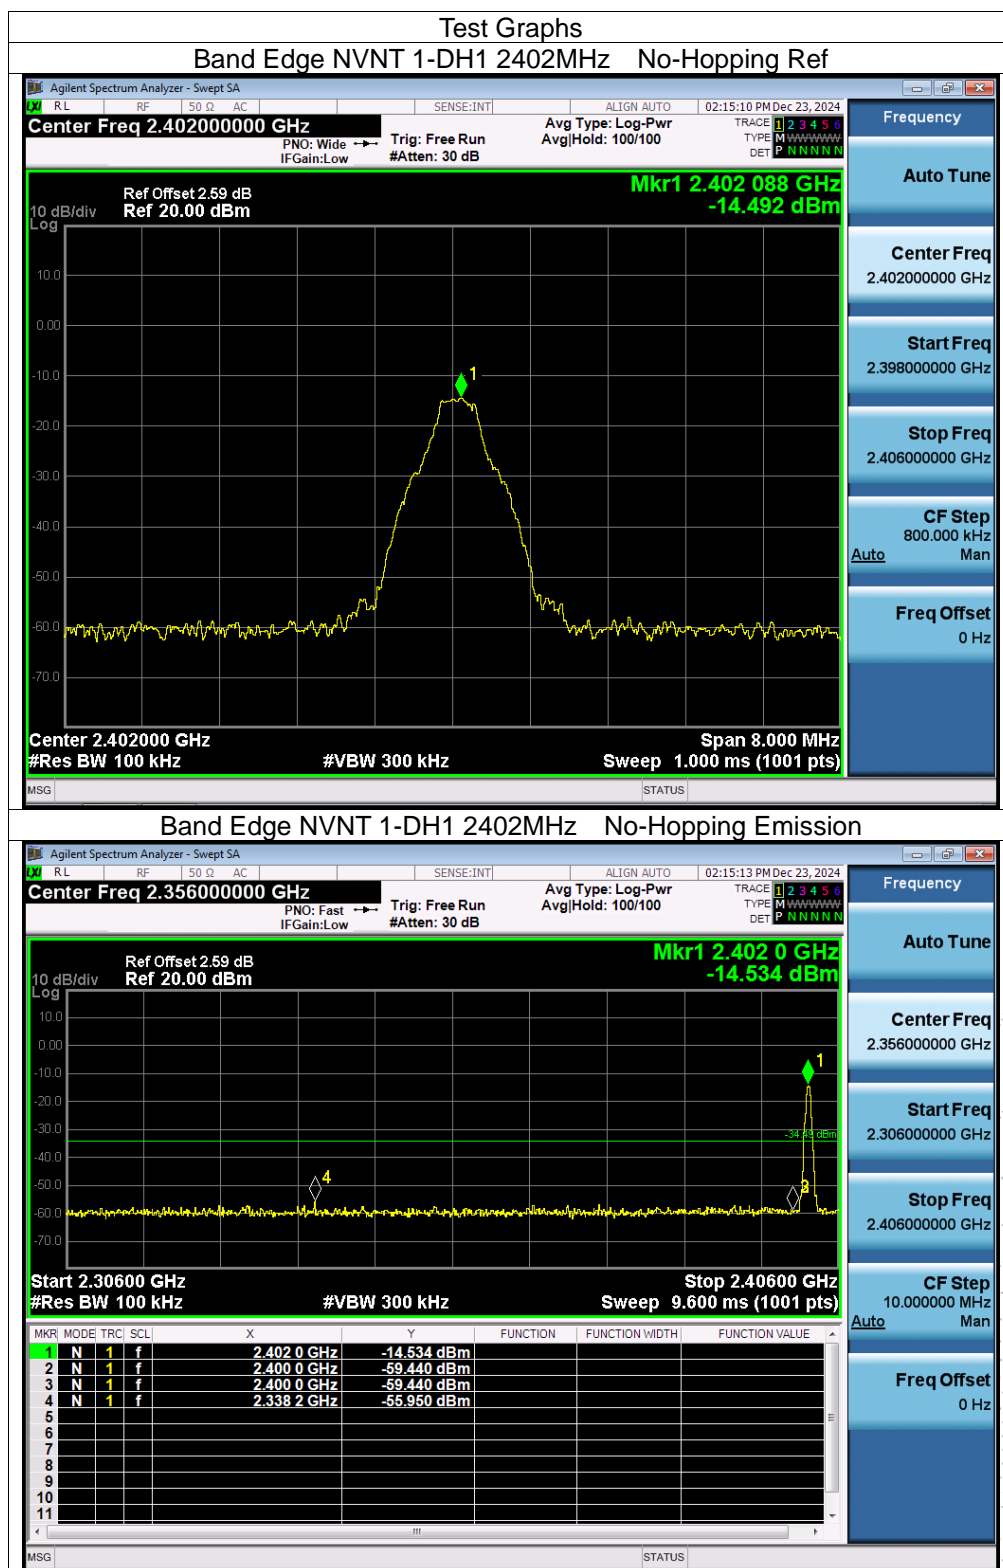 Test Graphs
Band Edge NVNT 1-DH1 2402MHz No-Hopping Ref
Agilent Spectrum Analyzer - Swept SA
LXI RL RF 50 Ω AC SENSE:INT ALIGN AUTO 02:15:10 PM Dec 23, 2024
Center Freq 2.402000000 GHz
PNO: Wide
IFGain:Low
Trig: Free Run
#Atten: 30 dB
Avg Type: Log-Pwr
Avg|Hold: 100/100
TRACE 1 2 3 4 5 6
TYPE M W W W W W
DET P N N N N N
Frequency
Auto Tune
Center Freq
2.402000000 GHz
Start Freq
2.398000000 GHz
Stop Freq
2.406000000 GHz
CF Step
800.000 kHz
Auto Man
Freq Offset
0 Hz
Mkr1 2.402 088 GHz
-14.492 dBm
Ref Offset 2.59 dB
10 dB/div Ref 20.00 dBm
Log
10.0
0.00
-10.0
-20.0
-30.0
-40.0
-50.0
-60.0
-70.0
1
Center 2.402000 GHz Span 8.000 MHz
#Res BW 100 kHz #VBW 300 kHz Sweep 1.000 ms (1001 pts)
MSG STATUS
Band Edge NVNT 1-DH1 2402MHz No-Hopping Emission
Agilent Spectrum Analyzer - Swept SA
LXI RL RF 50 Ω AC SENSE:INT ALIGN AUTO 02:15:13 PM Dec 23, 2024
Center Freq 2.356000000 GHz
PNO: Fast
IFGain:Low
Trig: Free Run
#Atten: 30 dB
Avg Type: Log-Pwr
Avg|Hold: 100/100
TRACE 1 2 3 4 5 6
TYPE M W W W W W
DET P N N N N N
Frequency
Auto Tune
Center Freq
2.356000000 GHz
Start Freq
2.306000000 GHz
Stop Freq
2.406000000 GHz
CF Step
10.000000 MHz
Auto Man
Freq Offset
0 Hz
Mkr1 2.402 0 GHz
-14.534 dBm
Ref Offset 2.59 dB
10 dB/div Ref 20.00 dBm
Log
10.0
0.00
-10.0
-20.0
-30.0
-40.0
-50.0
-60.0
-70.0
1
-34.49 dBm
4
Start 2.30600 GHz Stop 2.40600 GHz
#Res BW 100 kHz #VBW 300 kHz Sweep 9.600 ms (1001 pts)
MKR MODE TRC SCL X Y FUNCTION FUNCTION WIDTH FUNCTION VALUE
1 N 1 f 2.402 0 GHz -14.534 dBm
2 N 1 f 2.400 0 GHz -59.440 dBm
3 N 1 f 2.400 0 GHz -59.440 dBm
4 N 1 f 2.338 2 GHz -55.950 dBm
5
6
7
8
9
10
11
MSG STATUS